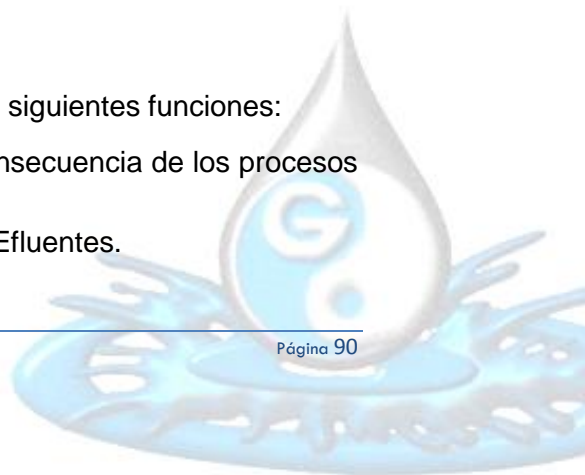 siguientes funciones:
nsecuencia de los procesos
Efluentes.
G
Página 90